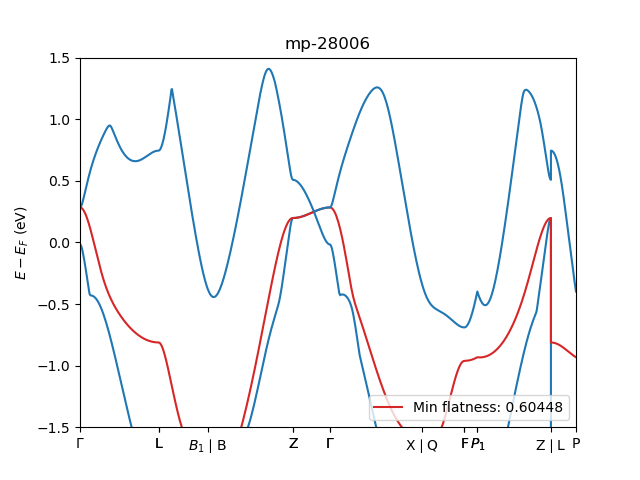 mp-28006
1.5
1.0
0.5
0.0
−0.5
−1.0
−1.5
E − E_F (eV)
Min flatness: 0.60448
Γ L B₁ | B Z Γ X | Q F P₁ Z | L P